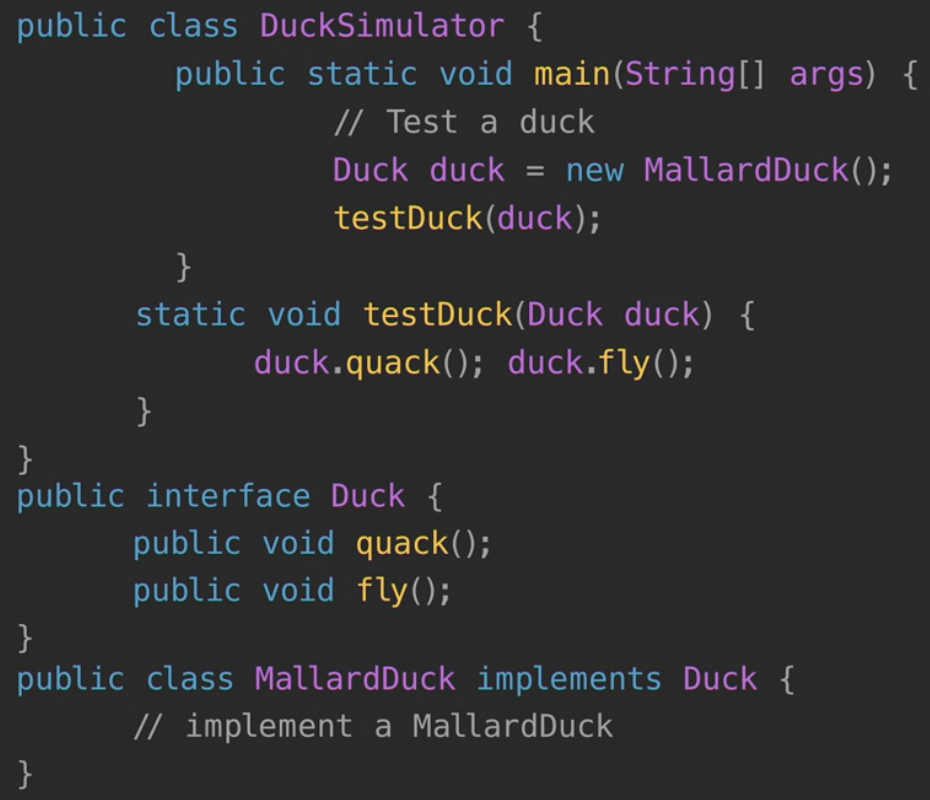 public class DuckSimulator {
public static void main(String[] args) {
// Test a duck
Duck duck = new MallardDuck();
testDuck(duck);
}
static void testDuck(Duck duck) {
duck.quack(); duck.fly();
}
}
public interface Duck {
public void quack();
public void fly();
}
public class MallardDuck implements Duck {
// implement a MallardDuck
}